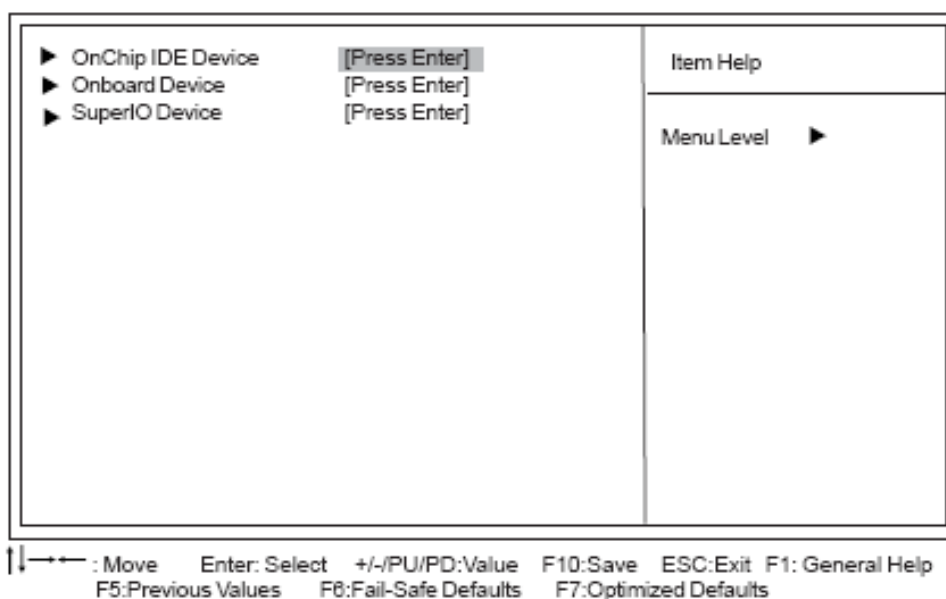 ▶ OnChip IDE Device [Press Enter]
▶ Onboard Device [Press Enter]
▶ SuperIO Device [Press Enter]
Item Help
Menu Level ▶
↑↓→← : Move Enter: Select +/-/PU/PD:Value F10:Save ESC:Exit F1: General Help
F5:Previous Values F6:Fail-Safe Defaults F7:Optimized Defaults